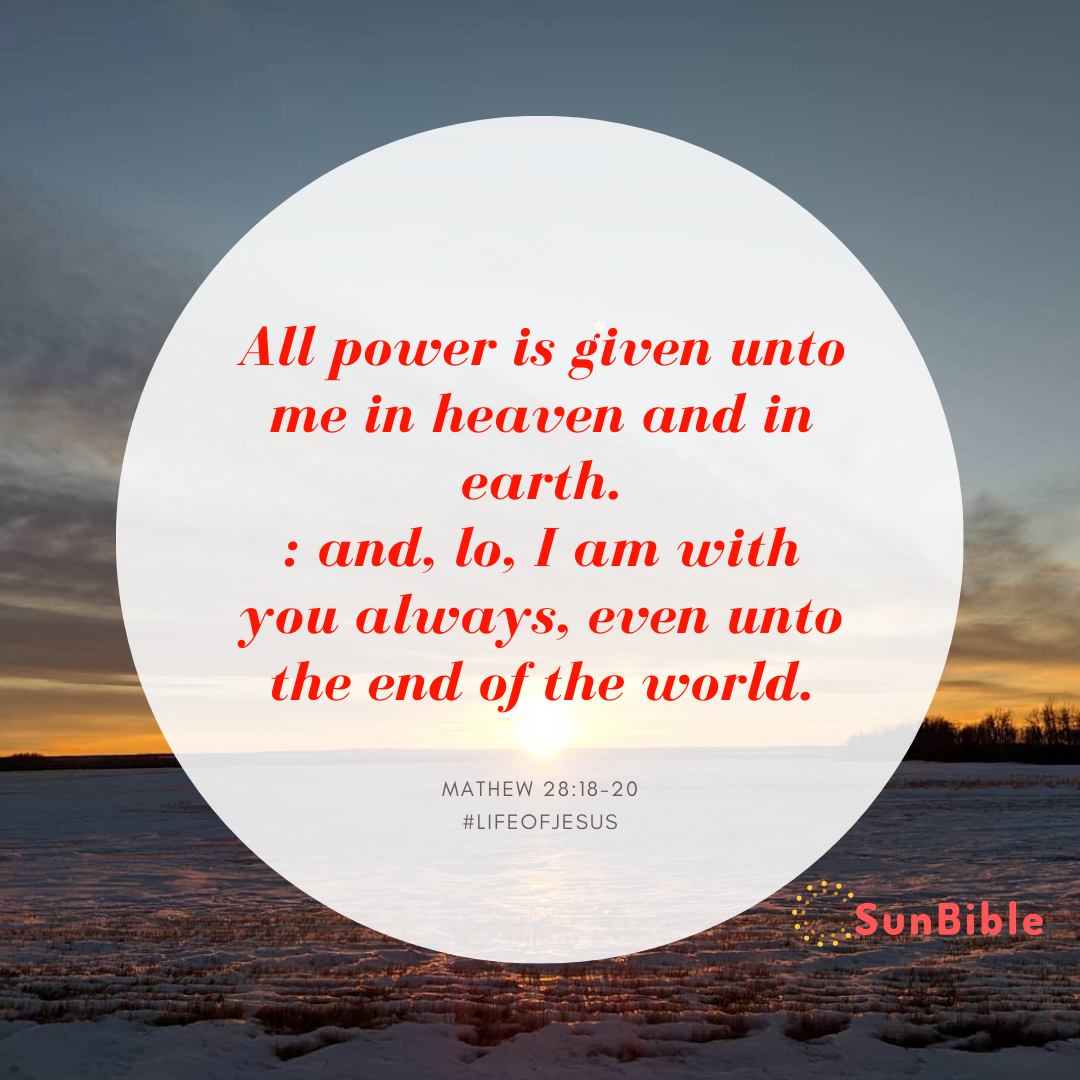 All power is given unto
me in heaven and in
earth.
: and, lo, I am with
you always, even unto
the end of the world.
MATHEW 28:18-20
#LIFEOFJESUS
SunBible